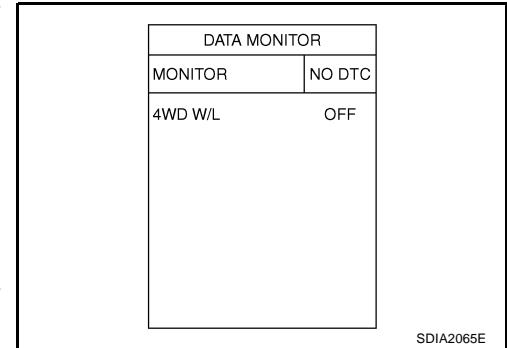 DATA MONITOR
MONITOR NO DTC
4WD W/L OFF
SDIA2065E